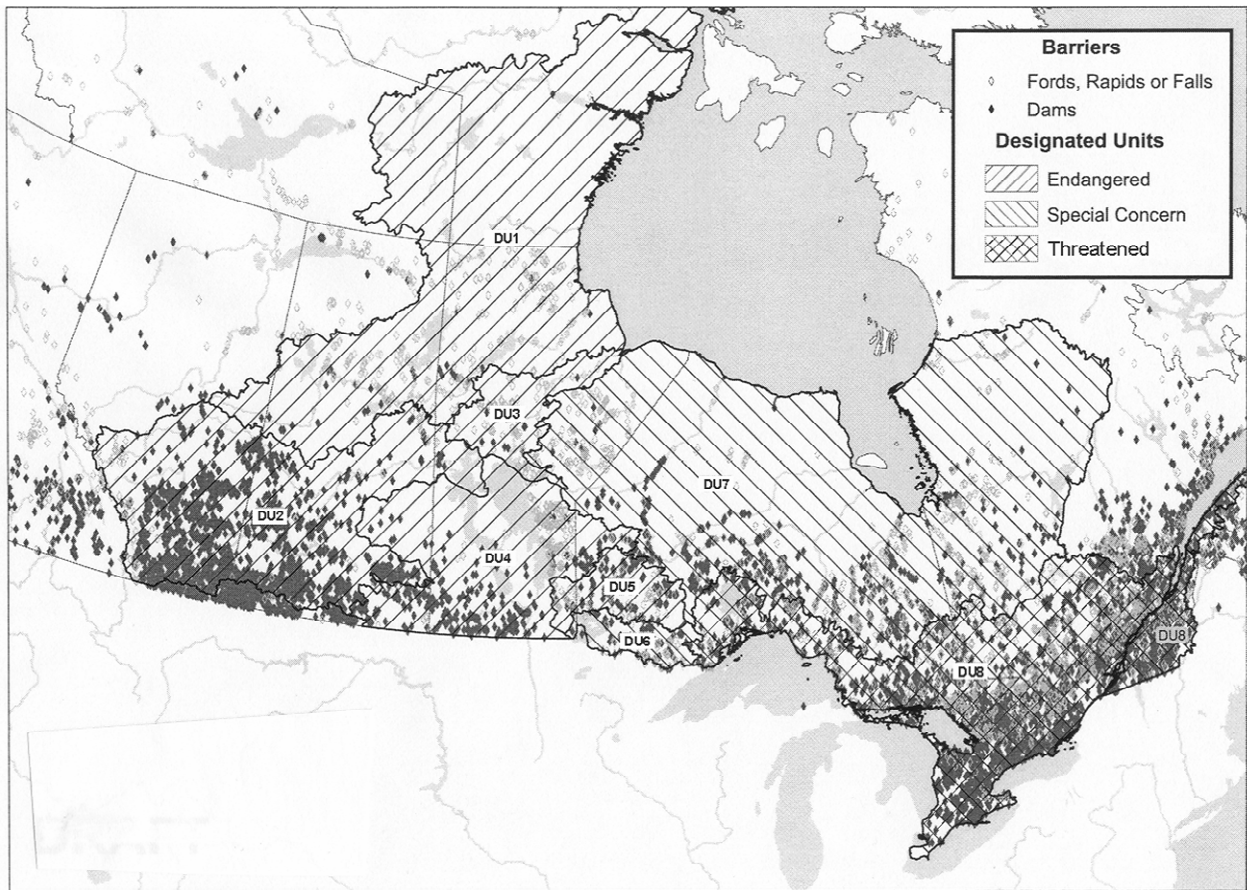 Barriers
Fords, Rapids or Falls
Dams
Designated Units
Endangered
Special Concern
Threatened
DU1
DU3
DU7
DU2
DU4
DU5
DU6
DU8
DU8